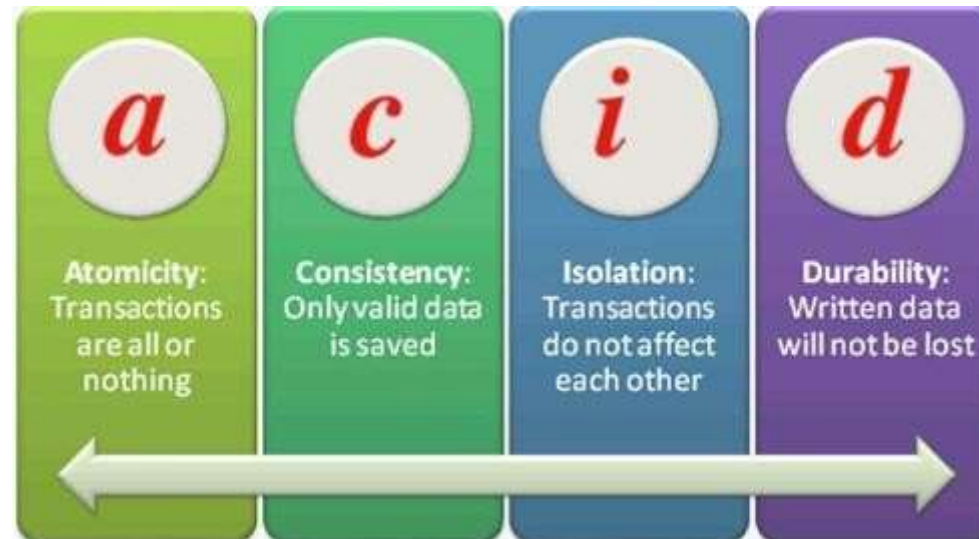 a
Atomicity:
Transactions
are all or
nothing
c
Consistency:
Only valid data
is saved
i
Isolation:
Transactions
do not affect
each other
d
Durability:
Written data
will not be lost